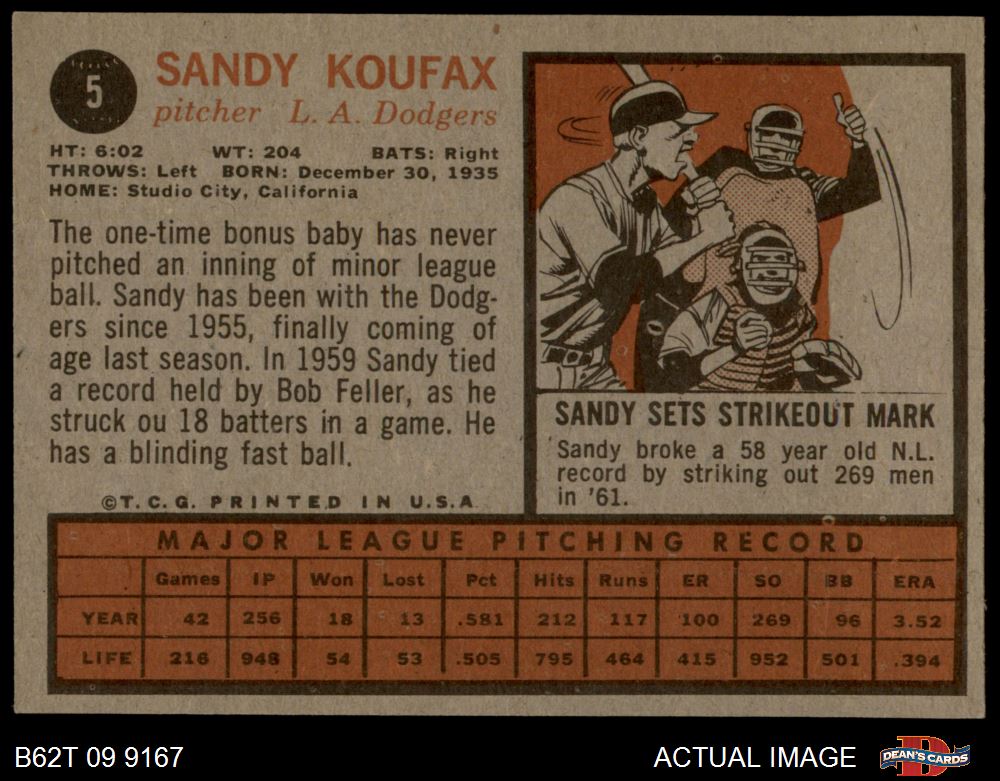 5
SANDY KOUFAX
pitcher L. A. Dodgers
HT: 6:02 WT: 204 BATS: Right
THROWS: Left BORN: December 30, 1935
HOME: Studio City, California
The one-time bonus baby has never
pitched an inning of minor league
ball. Sandy has been with the Dodg-
ers since 1955, finally coming of
age last season. In 1959 Sandy tied
a record held by Bob Feller, as he
struck ou 18 batters in a game. He
has a blinding fast ball.
©T.C.G. PRINTED IN U.S.A.
SANDY SETS STRIKEOUT MARK
Sandy broke a 58 year old N.L.
record by striking out 269 men
in '61.
MAJOR LEAGUE PITCHING RECORD
Games IP Won Lost Pct Hits Runs ER SO BB ERA
YEAR 42 256 18 13 .581 212 117 100 269 96 3.52
LIFE 216 948 54 53 .505 795 464 415 952 501 .394
B62T 09 9167 ACTUAL IMAGE DEAN'S CARDS